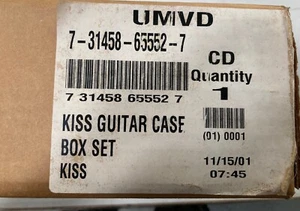 UMVD
7-31458-65552-7
CD
Quantity
1
7 31458 65552 7
KISS GUITAR CASE
(01) 0001
BOX SET
KISS
11/15/01
07:45